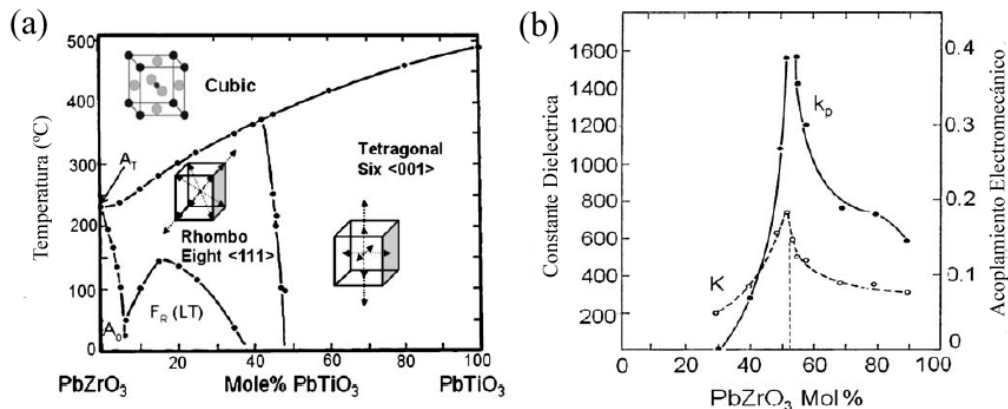 (a)
Temperatura (ºC)
500
400
300
200
100
0
Cubic
A_T
Rhombo
Eight <111>
Tetragonal
Six <001>
F_R (LT)
A_0
0
20
40
60
80
100
PbZrO₃
Mole% PbTiO₃
PbTiO₃
(b)
Constante Dielectrica
1600
1400
1200
1000
800
600
400
200
k_p
K
0.4
0.3
0.2
0.1
0
Acoplamiento Electromecánico
0
20
40
60
80
100
PbZrO₃ Mol %